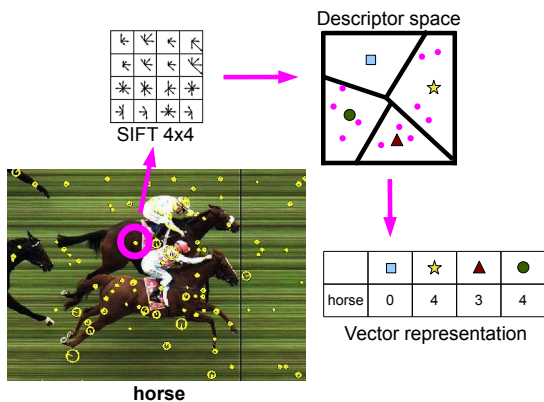 Descriptor space
SIFT 4x4
horse 0 4 3 4
Vector representation
horse